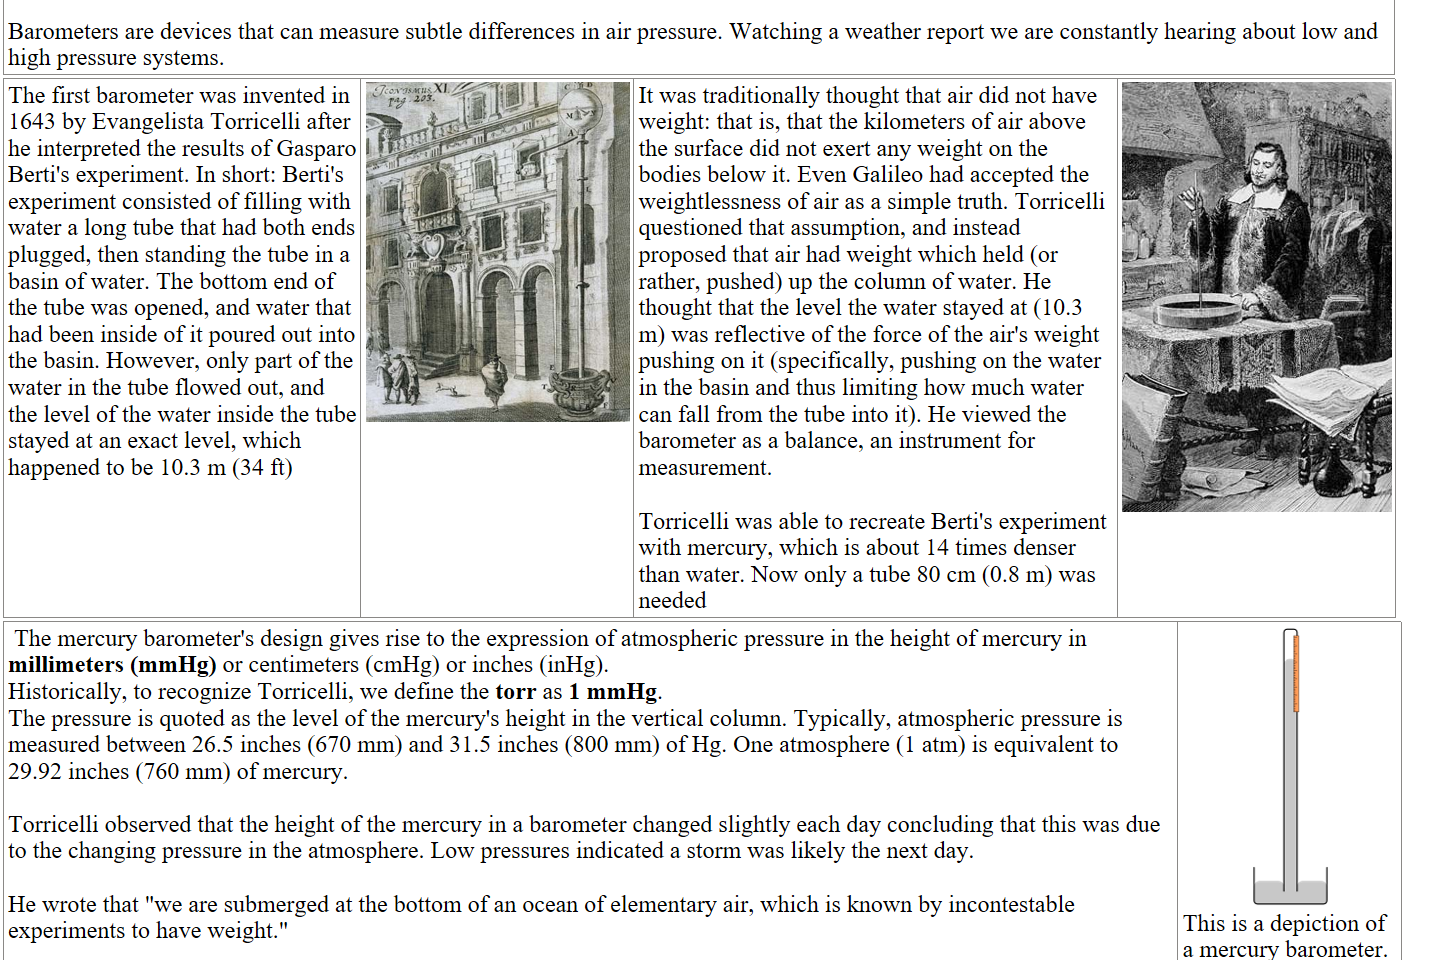 Barometers are devices that can measure subtle differences in air pressure. Watching a weather report we are constantly hearing about low and
high pressure systems.
The first barometer was invented in
1643 by Evangelista Torricelli after
he interpreted the results of Gasparo
Berti's experiment. In short: Berti's
experiment consisted of filling with
water a long tube that had both ends
plugged, then standing the tube in a
basin of water. The bottom end of
the tube was opened, and water that
had been inside of it poured out into
the basin. However, only part of the
water in the tube flowed out, and
the level of the water inside the tube
stayed at an exact level, which
happened to be 10.3 m (34 ft)
Iconismus XI.
pag. 203.
It was traditionally thought that air did not have
weight: that is, that the kilometers of air above
the surface did not exert any weight on the
bodies below it. Even Galileo had accepted the
weightlessness of air as a simple truth. Torricelli
questioned that assumption, and instead
proposed that air had weight which held (or
rather, pushed) up the column of water. He
thought that the level the water stayed at (10.3
m) was reflective of the force of the air's weight
pushing on it (specifically, pushing on the water
in the basin and thus limiting how much water
can fall from the tube into it). He viewed the
barometer as a balance, an instrument for
measurement.
Torricelli was able to recreate Berti's experiment
with mercury, which is about 14 times denser
than water. Now only a tube 80 cm (0.8 m) was
needed
The mercury barometer's design gives rise to the expression of atmospheric pressure in the height of mercury in
millimeters (mmHg) or centimeters (cmHg) or inches (inHg).
Historically, to recognize Torricelli, we define the torr as 1 mmHg.
The pressure is quoted as the level of the mercury's height in the vertical column. Typically, atmospheric pressure is
measured between 26.5 inches (670 mm) and 31.5 inches (800 mm) of Hg. One atmosphere (1 atm) is equivalent to
29.92 inches (760 mm) of mercury.
Torricelli observed that the height of the mercury in a barometer changed slightly each day concluding that this was due
to the changing pressure in the atmosphere. Low pressures indicated a storm was likely the next day.
He wrote that "we are submerged at the bottom of an ocean of elementary air, which is known by incontestable
experiments to have weight."
This is a depiction of
a mercury barometer.